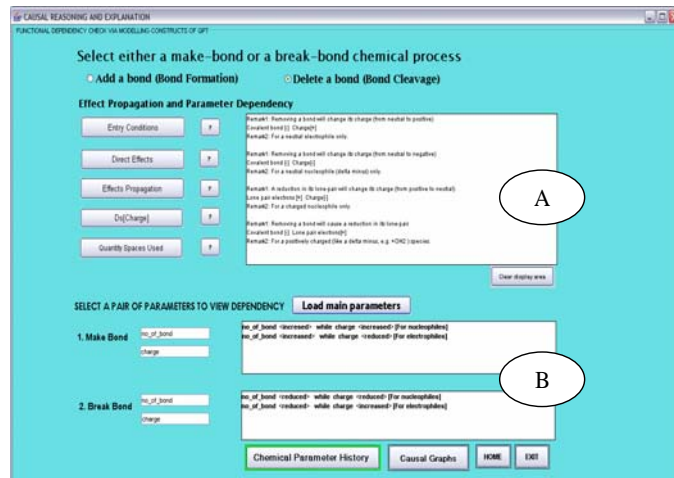 CAUSAL REASONING AND EXPLANATION
FUNCTIONAL DEPENDENCY CHECK VIA MODELLING CONSTRUCTS OF QPT
Select either a make-bond or a break-bond chemical process
Add a bond (Bond Formation) Delete a bond (Bond Cleavage)
Effect Propagation and Parameter Dependency
Entry Conditions ?
Direct Effects ?
Effects Propagation ?
Ds[Charge] ?
Quantity Spaces Used ?
Remark1: Removing a bond will change its charge (from neutral to positive)
Covalent bond [-] Charge[+]
Remark2: For a neutral electrophile only.
Remark1: Removing a bond will change its charge (from neutral to negative)
Covalent bond [-] Charge[-]
Remark2: For a neutral nucleophile (delta minus) only.
Remark1: A reduction in its lone-pair will change its charge (from positive to neutral)
Lone pair electrons[+] Charge[-]
Remark2: For a charged nucleophile only
Remark1: Removing a bond will cause a reduction in its lone-pair
Covalent bond [-] Lone pair electrons[+]
Remark2: For a positively charged (like a delta minus, e.g. +OH2 ) species
A
Clear display area
SELECT A PAIR OF PARAMETERS TO VIEW DEPENDENCY Load main parameters
1. Make Bond no_of_bond
charge
no_of_bond <incresed> while charge <increased> [For nucleophiles]
no_of_bond <increased> while charge <reduced> [For electrophiles]
B
2. Break Bond no_of_bond
charge
no_of_bond <reduced> while charge <reduced> [For nucleophiles]
no_of_bond <reduced> while charge <increased> [For electrophiles]
Chemical Parameter History Causal Graphs HOME EXIT